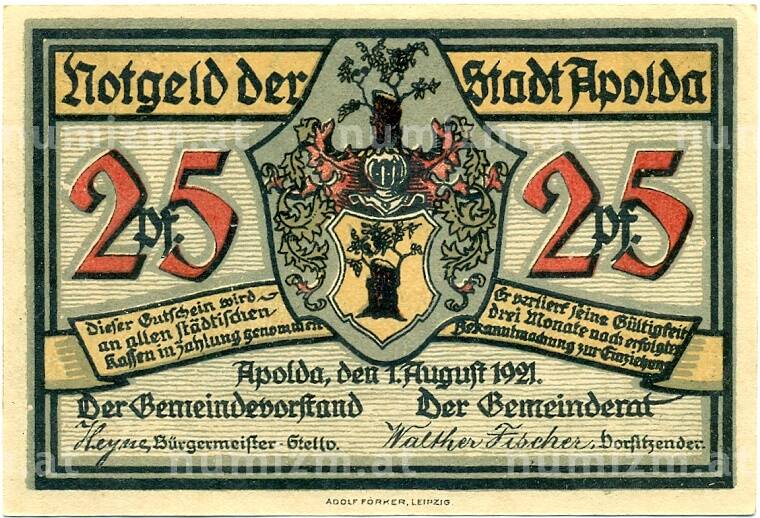 Notgeld der Stadt Apolda
25 Pf.
25 Pf.
Dieser Gutschein wird
an allen städtischen
Kassen in Zahlung genommen
Er verliert seine Gültigkeit
drei Monate nach erfolgter
Bekanntmachung zur Einziehung
Apolda, den 1. August 1921.
Der Gemeindevorstand Der Gemeinderat
Heyne, Bürgermeister-Stellv. Walther Fischer, Vorsitzender.
ADOLF FÖRKER, LEIPZIG.
numizm.at